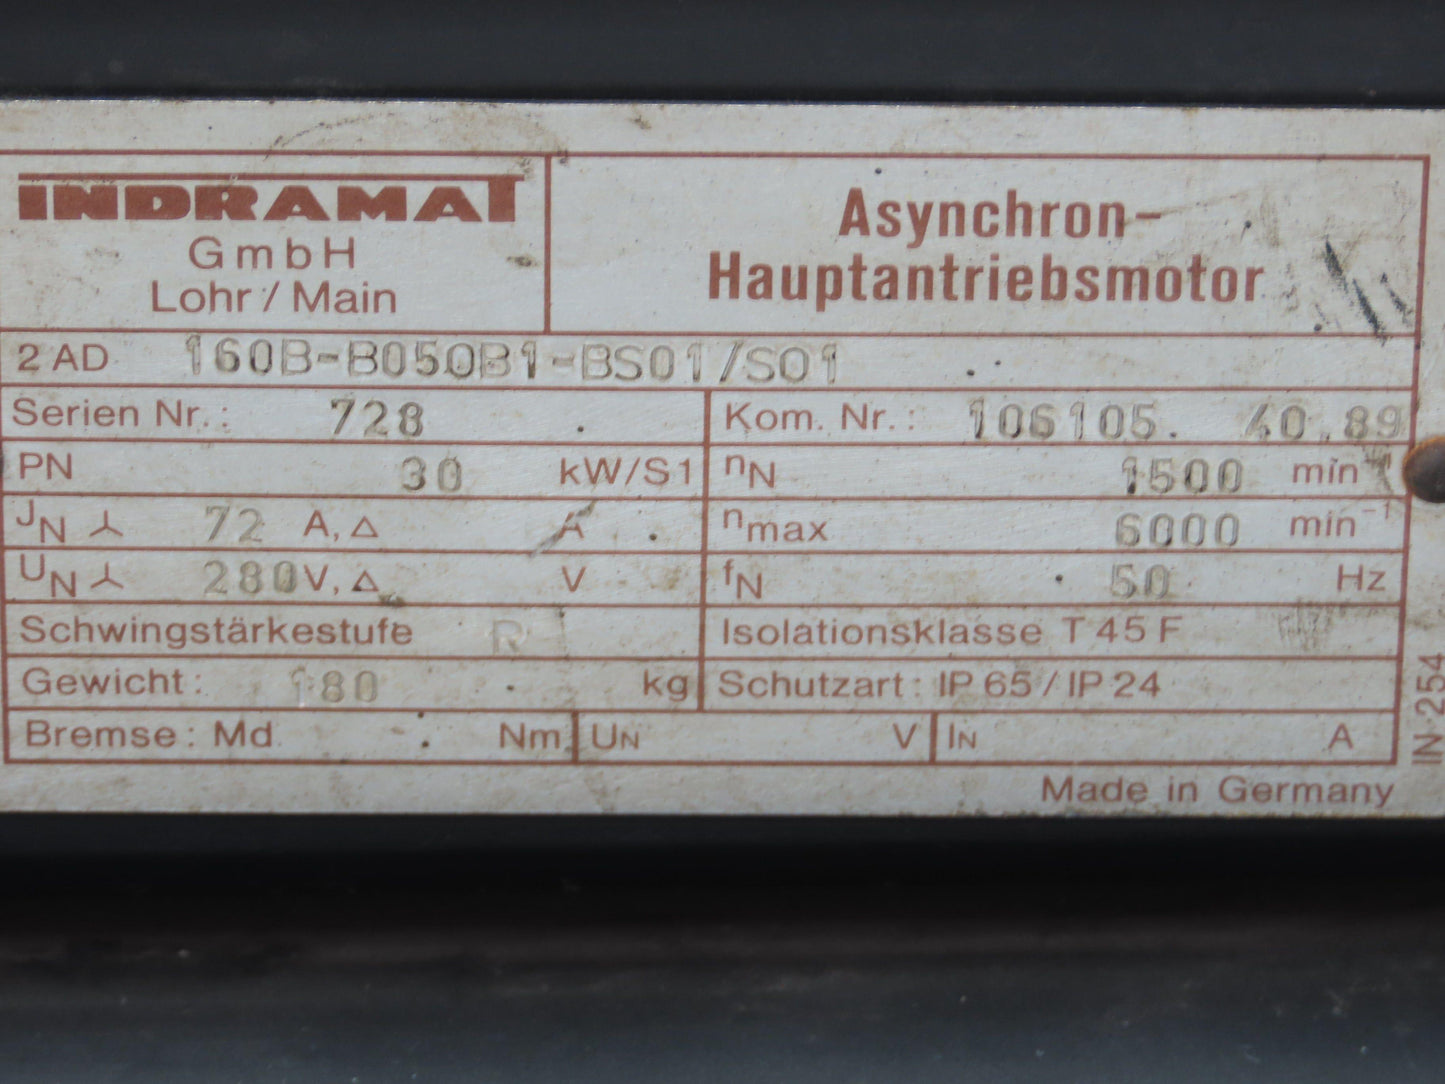 INDRAMAT
GmbH
Lohr / Main
Asynchron-
Hauptantriebsmotor
2 AD 160B-B050B1-BS01/S01
Serien Nr.: 728
Kom. Nr.: 106105. 40.89
PN 30 kW/S1
nN 1500 min-1
JN ⅄ 72 A, △ A
nmax 6000 min-1
UN ⅄ 280V, △ V
fN 50 Hz
Schwingstärkestufe R
Isolationsklasse T 45 F
Gewicht: 180 kg
Schutzart: IP 65 / IP 24
Bremse: Md Nm UN V IN A
Made in Germany
IN 254